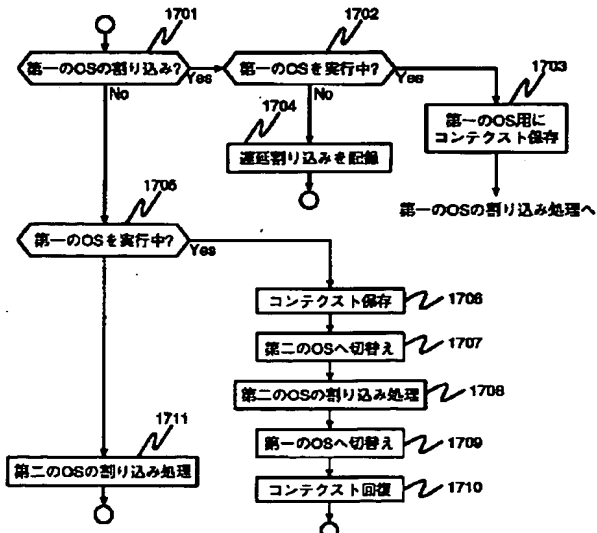 1701
第一のOSの割り込み?
Yes
No
1702
第一のOSを実行中?
Yes
No
1703
第一のOS用に
コンテクスト保存
第一のOSの割り込み処理へ
1704
遅延割り込みを記録
1705
第一のOSを実行中?
Yes
コンテクスト保存
1706
第二のOSへ切替え
1707
第二のOSの割り込み処理
1708
第一のOSへ切替え
1709
コンテクスト回復
1710
1711
第二のOSの割り込み処理